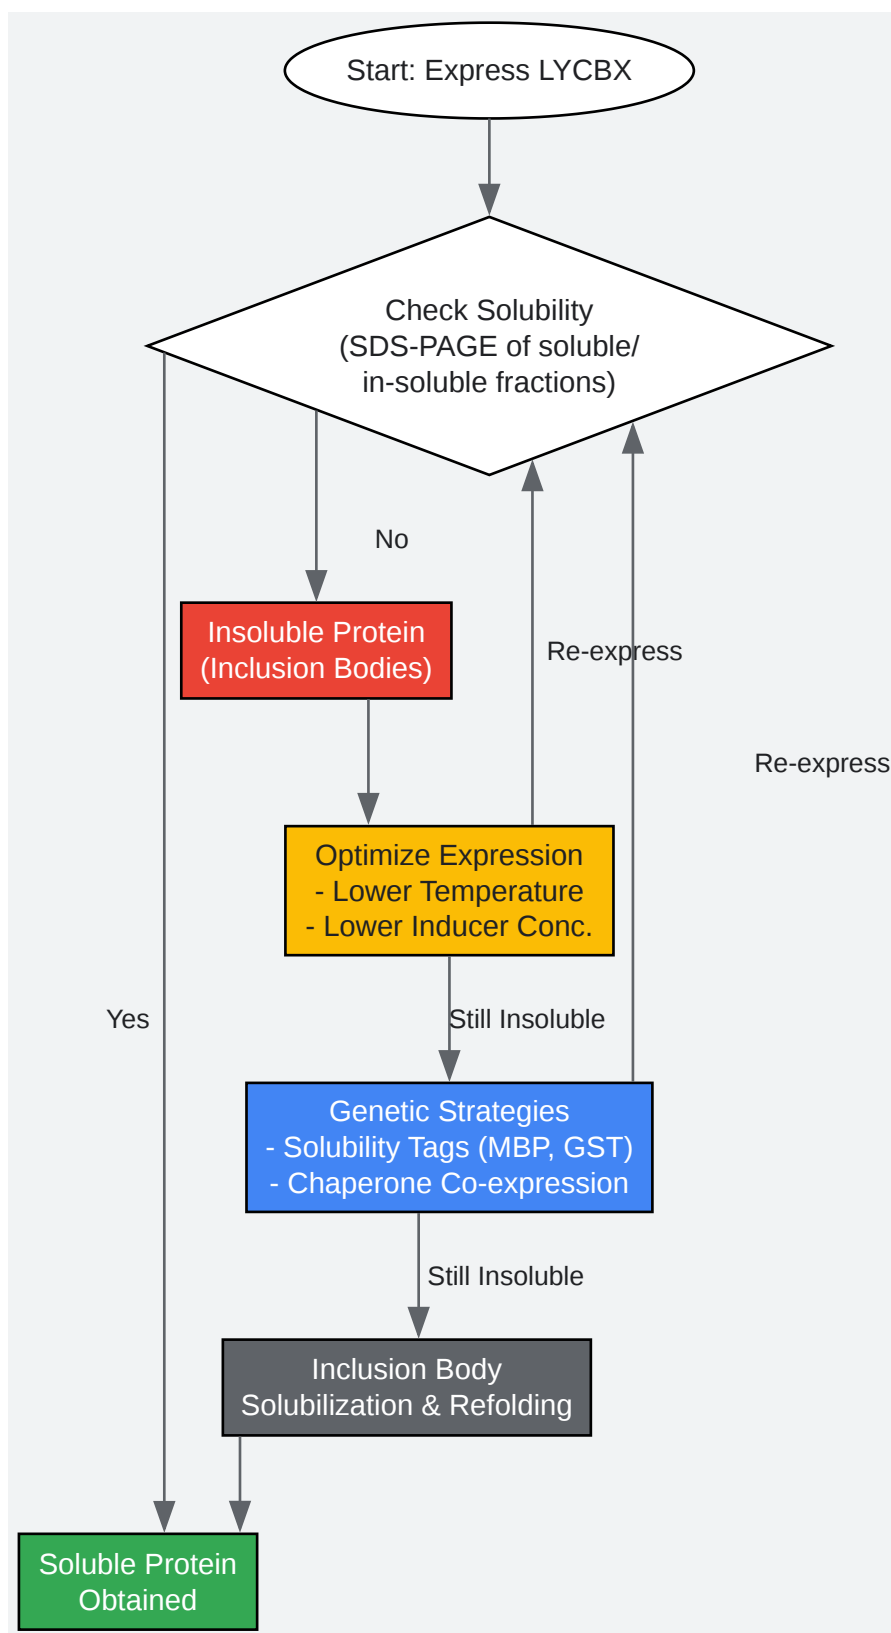 Start: Express LYCBX
Check Solubility
(SDS-PAGE of soluble/
in-soluble fractions)
No
Insoluble Protein
(Inclusion Bodies)
Re-express
Re-express
Optimize Expression
- Lower Temperature
- Lower Inducer Conc.
Yes
Still Insoluble
Genetic Strategies
- Solubility Tags (MBP, GST)
- Chaperone Co-expression
Still Insoluble
Inclusion Body
Solubilization & Refolding
Soluble Protein
Obtained